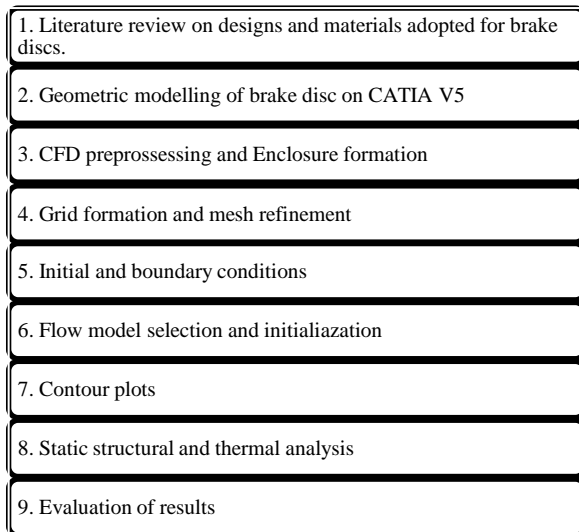 1. Literature review on designs and materials adopted for brake
discs.
2. Geometric modelling of brake disc on CATIA V5
3. CFD preprossessing and Enclosure formation
4. Grid formation and mesh refinement
5. Initial and boundary conditions
6. Flow model selection and initialiazation
7. Contour plots
8. Static structural and thermal analysis
9. Evaluation of results